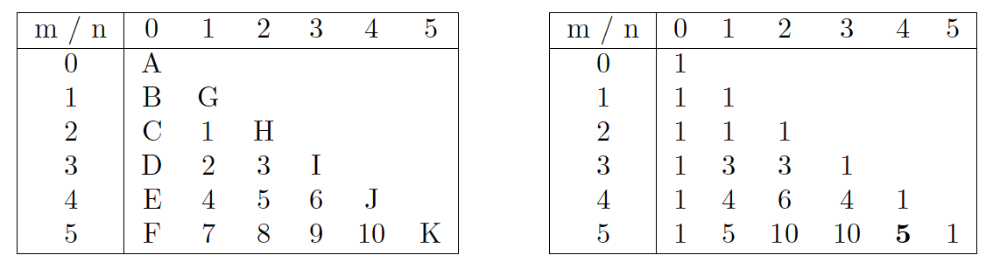 m / n 0 1 2 3 4 5 m / n 0 1 2 3 4 5
0 A 0 1
1 B G 1 1 1
2 C 1 H 2 1 1 1
3 D 2 3 I 3 1 3 3 1
4 E 4 5 6 J 4 1 4 6 4 1
5 F 7 8 9 10 K 5 1 5 10 10 5 1